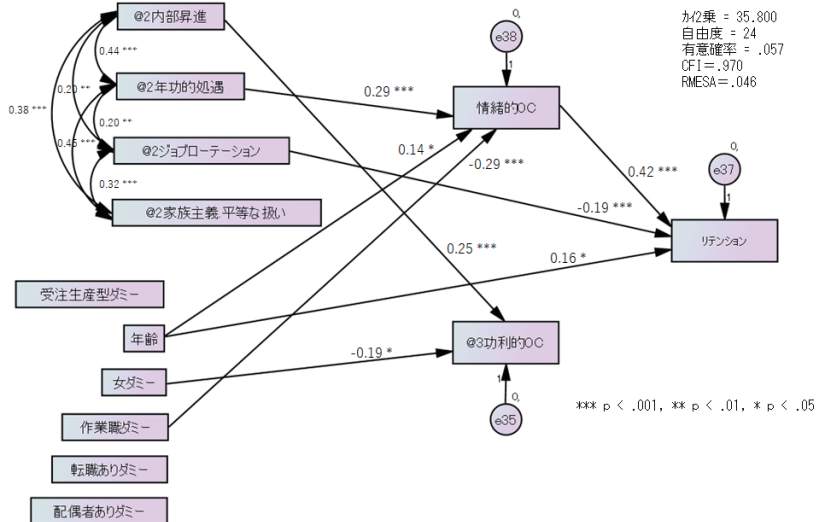 @2内部昇進
@2年功的処遇
@2ジョブローテーション
@2家族主義.平等な扱い
受注生産型ダミー
年齢
女ダミー
作業職ダミー
転職ありダミー
配偶者ありダミー
0.44 ***
0.20 **
0.38 ***
0.20 **
0.45 ***
0.32 ***
0.29 ***
0.14 *
-0.29 ***
0.42 ***
-0.19 ***
0.25 ***
0.16 *
-0.19 *
0,
e38
1
情緒的OC
0,
e37
1
リテンション
@3功利的OC
1
0,
e35
カイ2乗 = 35.800
自由度 = 24
有意確率 = .057
CFI=.970
RMESA=.046
*** p < .001, ** p < .01, * p < .05